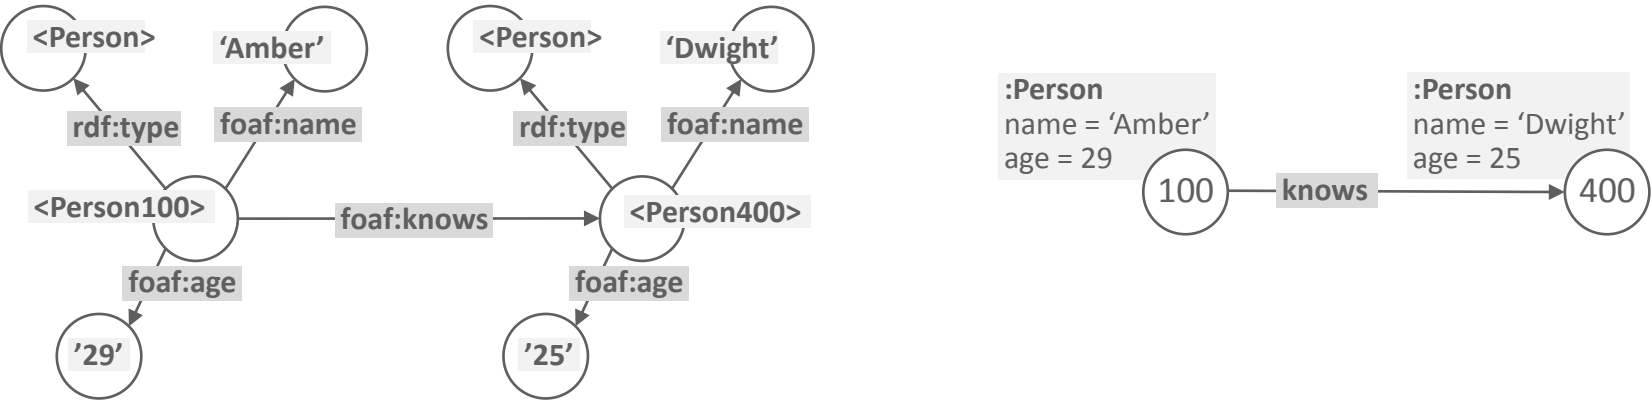 <Person>
‘Amber’
rdf:type
foaf:name
<Person100>
foaf:knows
foaf:age
’29’
<Person>
‘Dwight’
rdf:type
foaf:name
<Person400>
foaf:age
’25’
:Person
name = ‘Amber’
age = 29
100
knows
:Person
name = ‘Dwight’
age = 25
400